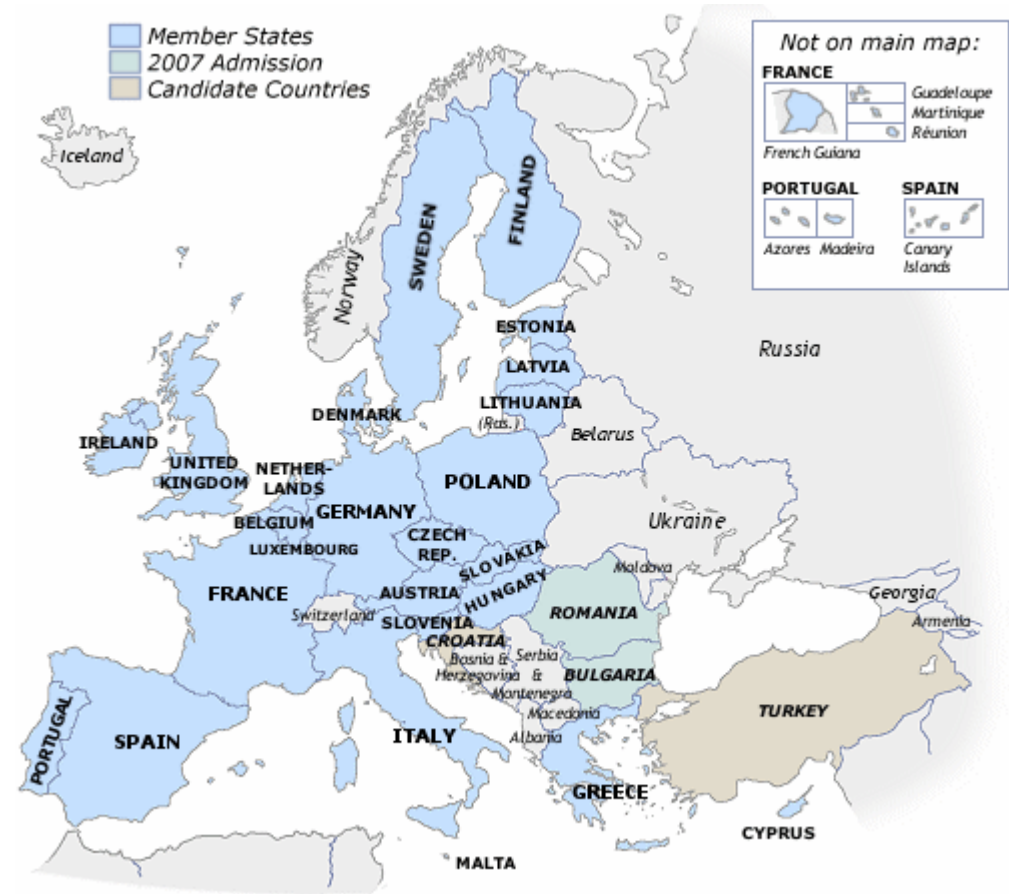 Member States
2007 Admission
Candidate Countries
Not on main map:
FRANCE
Guadeloupe
Martinique
Réunion
French Guiana
PORTUGAL
SPAIN
Azores
Madeira
Canary
Islands
Iceland
Norway
SWEDEN
FINLAND
Russia
ESTONIA
LATVIA
LITHUANIA
(Rus.)
DENMARK
Belarus
IRELAND
UNITED
KINGDOM
NETHER-
LANDS
POLAND
BELGIUM
GERMANY
Ukraine
LUXEMBOURG
CZECH
REP.
SLOVAKIA
Moldova
FRANCE
AUSTRIA
HUNGARY
Switzerland
SLOVENIA
ROMANIA
Georgia
Armenia
CROATIA
Bosnia &
Herzegovina
Serbia
&
Montenegro
BULGARIA
Macedonia
Albania
TURKEY
PORTUGAL
SPAIN
ITALY
GREECE
CYPRUS
MALTA